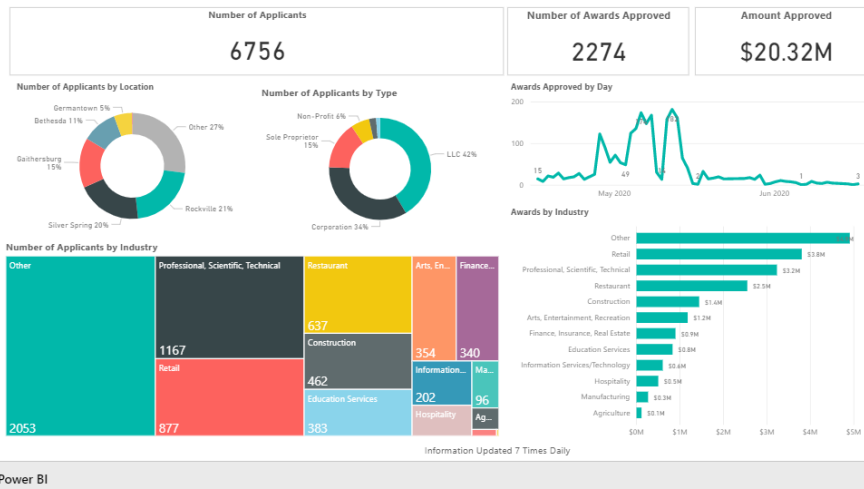 Number of Applicants
6756
Number of Awards Approved
2274
Amount Approved
$20.32M
Number of Applicants by Location
Germantown 5%
Bethesda 11%
Other 27%
Gaithersburg
15%
Rockville 21%
Silver Spring 20%
Number of Applicants by Type
Non-Profit 6%
Sole Proprietor
15%
LLC 42%
Corporation 34%
Awards Approved by Day
200
100
0
15
49
1
3
May 2020
Jun 2020
Number of Applicants by Industry
Other
2053
Professional, Scientific, Technical
1167
Retail
877
Restaurant
637
Construction
462
Education Services
383
Arts, En...
354
Finance...
340
Information...
202
Hospitality
Ma...
96
Ag...
Awards by Industry
Other
Retail $3.8M
Professional, Scientific, Technical $3.2M
Restaurant $2.5M
Construction $1.4M
Arts, Entertainment, Recreation $1.2M
Finance, Insurance, Real Estate $0.9M
Education Services $0.8M
Information Services/Technology $0.6M
Hospitality $0.5M
Manufacturing $0.3M
Agriculture $0.1M
$0M $1M $2M $3M $4M $5M
Information Updated 7 Times Daily
Power BI